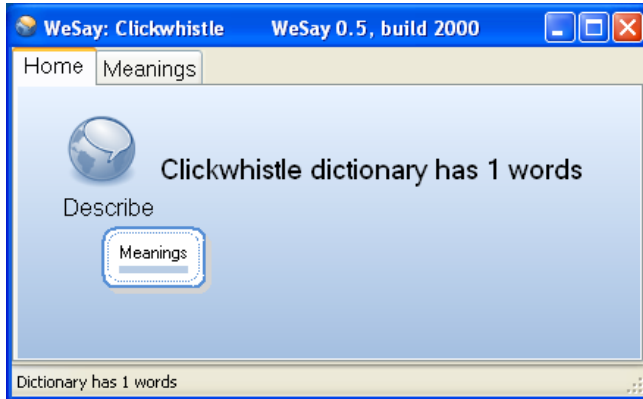 WeSay: Clickwhistle WeSay 0.5, build 2000
Home Meanings
Clickwhistle dictionary has 1 words
Describe
Meanings
Dictionary has 1 words